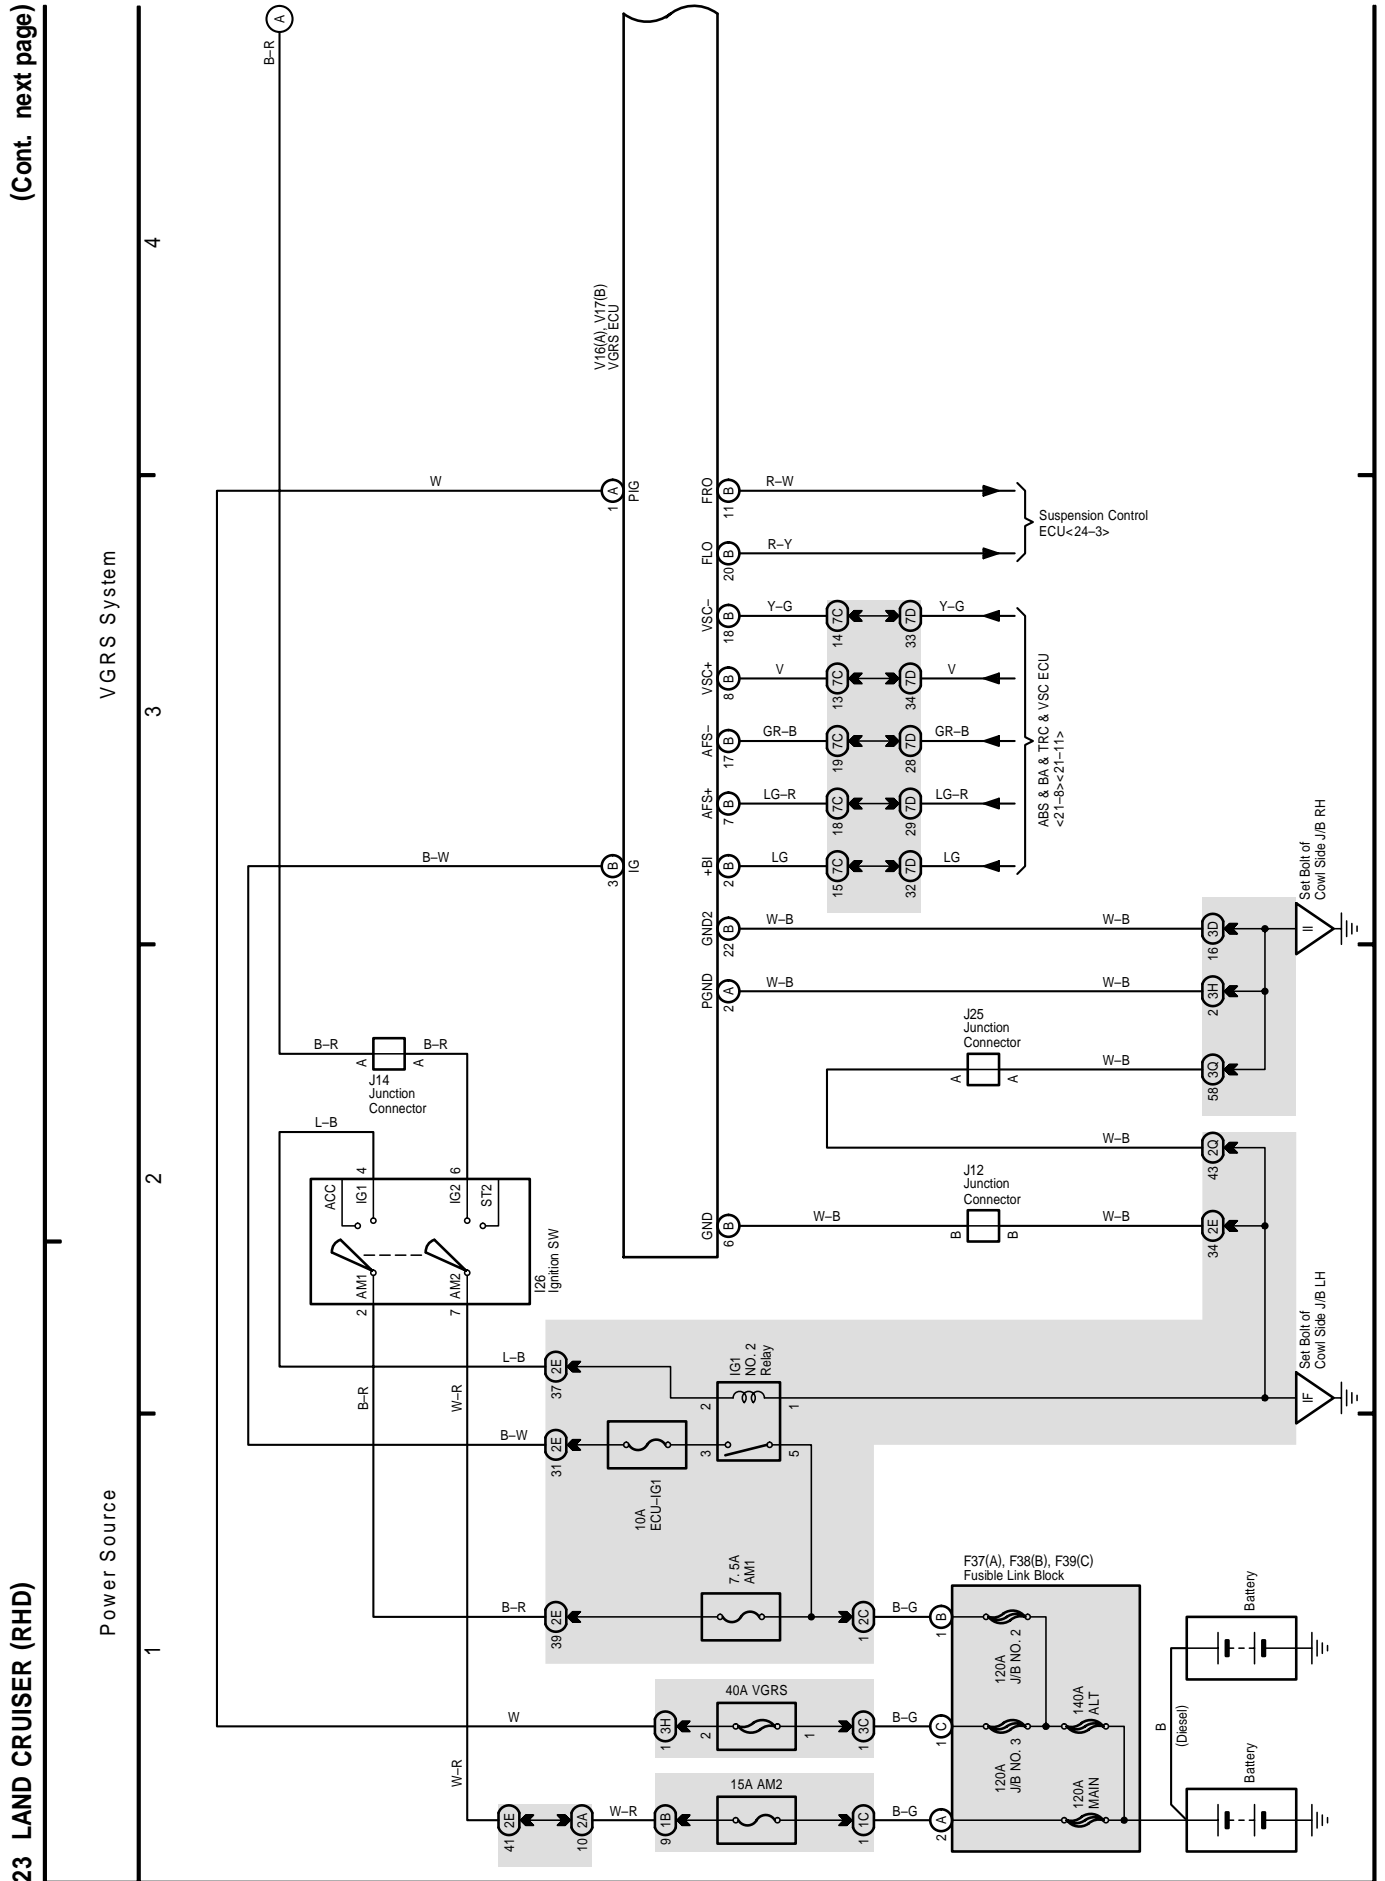 23 LAND CRUISER (RHD)
(Cont. next page)
Power Source
VGRS System
1
2
3
4
A
B–R
V16(A), V17(B)
VGRS ECU
W
1
A
PIG
B–W
3
B
IG
FRO
11
B
R–W
FLO
20
B
R–Y
Suspension Control
ECU<24–3>
VSC–
18
B
Y–G
14
7C
33
7D
Y–G
VSC+
8
B
V
13
7C
34
7D
V
AFS–
17
B
GR–B
19
7C
28
7D
GR–B
AFS+
7
B
LG–R
18
7C
29
7D
LG–R
+BI
2
B
LG
15
7C
32
7D
LG
ABS & BA & TRC & VSC ECU
<21–8><21–11>
GND2
22
B
W–B
W–B
16
3D
PGND
2
A
W–B
W–B
2
3H
II
Set Bolt of
Cowl Side J/B RH
J25
Junction
Connector
A
A
W–B
58
3Q
W–B
43
2Q
GND
6
B
W–B
J12
Junction
Connector
B
B
W–B
34
2E
IF
Set Bolt of
Cowl Side J/B LH
B–R
A
A
B–R
J14
Junction
Connector
L–B
4
6
ACC
IG1
IG2
ST2
AM1
AM2
2
7
I26
Ignition SW
L–B
37
2E
B–R
W–R
IG1
NO. 2
Relay
2
1
3
5
B–W
31
2E
10A
ECU–IG1
7. 5A
AM1
B–R
39
2E
1
2C
B–G
1
B
F37(A), F38(B), F39(C)
Fusible Link Block
120A
J/B NO. 2
W
1
3H
40A VGRS
2
1
1
3C
B–G
1
C
120A
J/B NO. 3
140A
ALT
W–R
41
2E
10
2A
W–R
9
1B
15A AM2
1
1C
B–G
2
A
120A
MAIN
B
(Diesel)
Battery
Battery